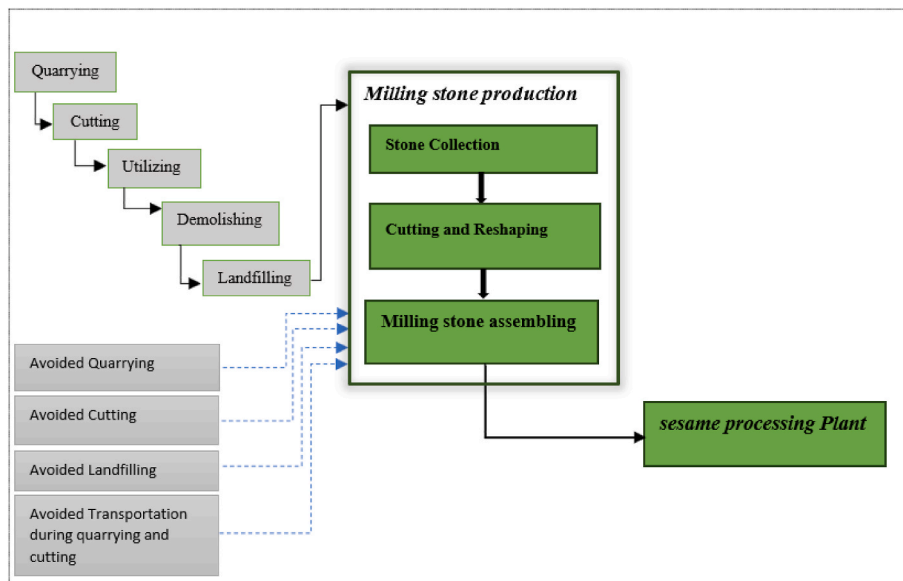 Quarrying
Cutting
Utilizing
Demolishing
Landfilling
Milling stone production
Stone Collection
Cutting and Reshaping
Milling stone assembling
Avoided Quarrying
Avoided Cutting
Avoided Landfilling
Avoided Transportation
during quarrying and
cutting
sesame processing Plant